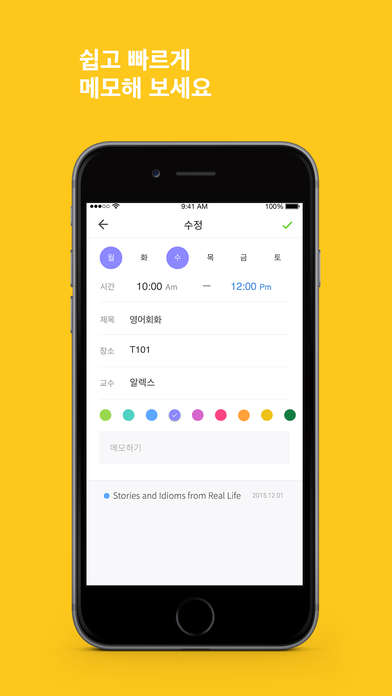 쉽고 빠르게
메모해 보세요
9:41 AM
100%
수정
월 화 수 목 금 토
시간 10:00 Am — 12:00 Pm
제목 영어회화
장소 T101
교수 알렉스
메모하기
Stories and Idioms from Real Life 2015.12.01